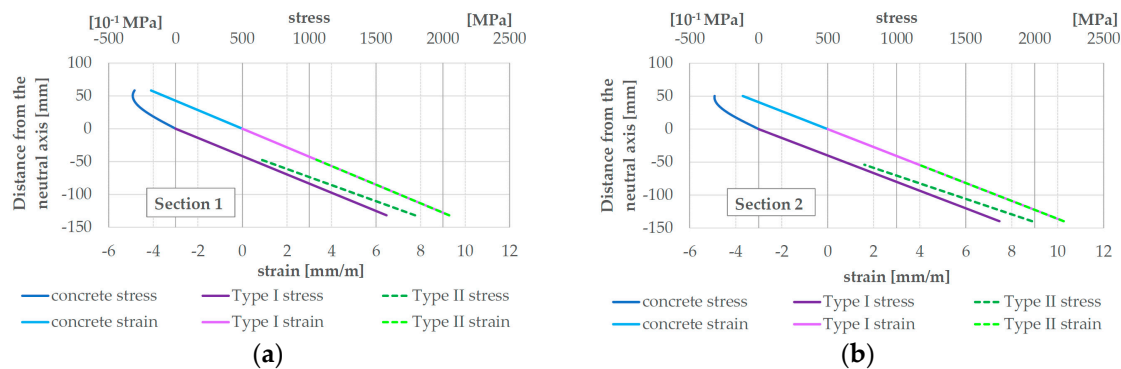 [10-1 MPa] stress [MPa]
-500 0 500 1000 1500 2000 2500
Distance from the
neutral axis [mm]
100
50
0
-50
-100
-150
Section 1
-6 -4 -2 0 2 4 6 8 10 12
strain [mm/m]
concrete stress Type I stress Type II stress
concrete strain Type I strain Type II strain
(a)
[10-1 MPa] stress [MPa]
-500 0 500 1000 1500 2000 2500
Distance from the
neutral axis [mm]
100
50
0
-50
-100
-150
Section 2
-6 -4 -2 0 2 4 6 8 10 12
strain [mm/m]
concrete stress Type I stress Type II stress
concrete strain Type I strain Type II strain
(b)